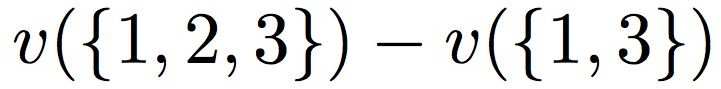 v({1, 2, 3}) − v({1, 3})